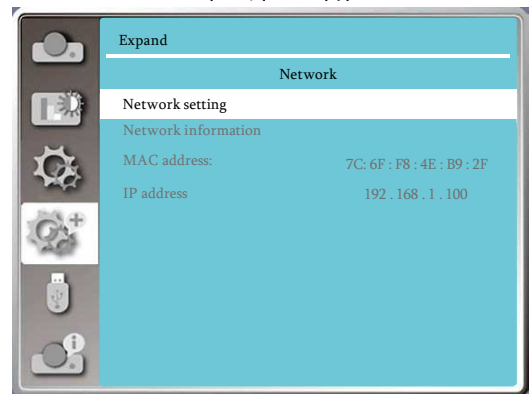 Expand
Network
Network setting
Network information
MAC address: 7C: 6F : F8 : 4E : B9 : 2F
IP address 192 . 168 . 1 . 100